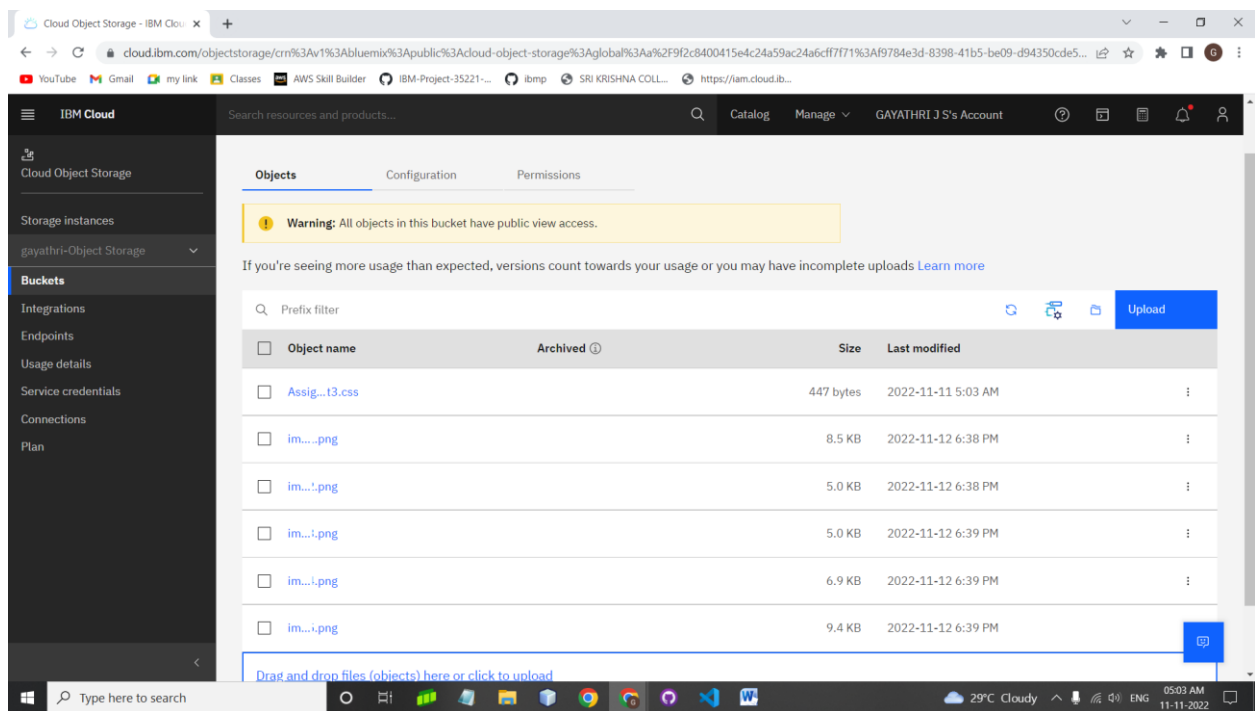 Cloud Object Storage - IBM Clou
cloud.ibm.com/objectstorage/crn%3Av1%3Abluemix%3Apublic%3Acloud-object-storage%3Aglobal%3Aa%2F9f2c8400415e4c24a59ac24a6cff7f71%3Af9784e3d-8398-41b5-be09-d94350cde5...
G
YouTube Gmail my link Classes AWS Skill Builder IBM-Project-35221-... ibmp SRI KRISHNA COLL... https://iam.cloud.ib...
IBM Cloud Search resources and products... Catalog Manage GAYATHRI J S's Account
Cloud Object Storage
Storage instances
gayathri-Object Storage
Buckets
Integrations
Endpoints
Usage details
Service credentials
Connections
Plan
Objects Configuration Permissions
Warning: All objects in this bucket have public view access.
If you're seeing more usage than expected, versions count towards your usage or you may have incomplete uploads Learn more
Prefix filter Upload
Object name Archived Size Last modified
Assig...t3.css 447 bytes 2022-11-11 5:03 AM
im.....png 8.5 KB 2022-11-12 6:38 PM
im... .png 5.0 KB 2022-11-12 6:38 PM
im... .png 5.0 KB 2022-11-12 6:39 PM
im... .png 6.9 KB 2022-11-12 6:39 PM
im... .png 9.4 KB 2022-11-12 6:39 PM
Drag and drop files (objects) here or click to upload
Type here to search 29°C Cloudy ENG 05:03 AM
11-11-2022